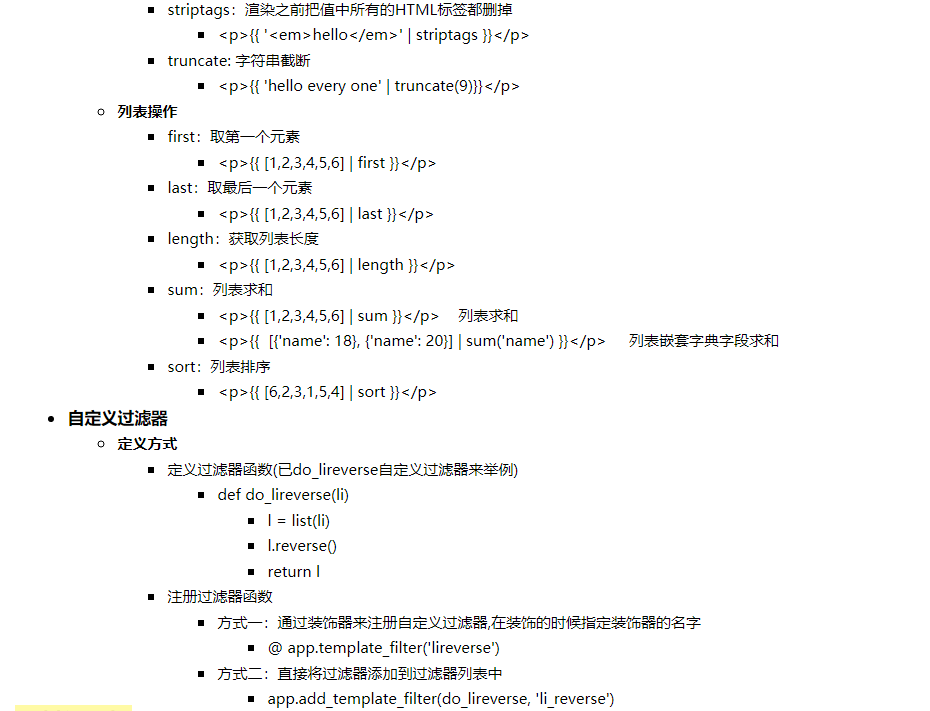 striptags：渲染之前把值中所有的HTML标签都删掉
<p>{{ '<em>hello</em>' | striptags }}</p>
truncate: 字符串截断
<p>{{ 'hello every one' | truncate(9)}}</p>
列表操作
first：取第一个元素
<p>{{ [1,2,3,4,5,6] | first }}</p>
last：取最后一个元素
<p>{{ [1,2,3,4,5,6] | last }}</p>
length：获取列表长度
<p>{{ [1,2,3,4,5,6] | length }}</p>
sum：列表求和
<p>{{ [1,2,3,4,5,6] | sum }}</p> 列表求和
<p>{{ [{'name': 18}, {'name': 20}] | sum('name') }}</p> 列表嵌套字典字段求和
sort：列表排序
<p>{{ [6,2,3,1,5,4] | sort }}</p>
自定义过滤器
定义方式
定义过滤器函数(已do_lireverse自定义过滤器来举例)
def do_lireverse(li)
l = list(li)
l.reverse()
return l
注册过滤器函数
方式一：通过装饰器来注册自定义过滤器,在装饰的时候指定装饰器的名字
@ app.template_filter('lireverse')
方式二：直接将过滤器添加到过滤器列表中
app.add_template_filter(do_lireverse, 'li_reverse')